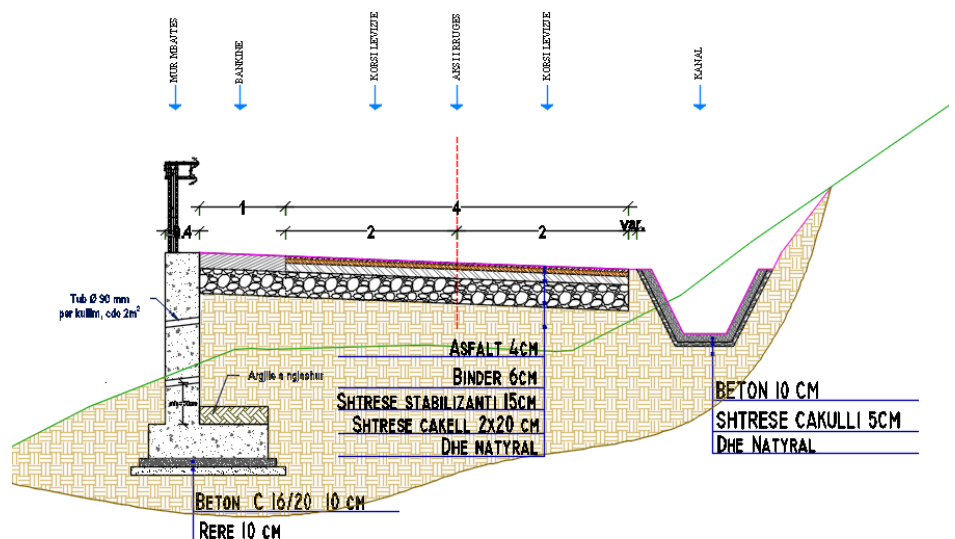 MUR MBAJTES
BANKINE
KORSI LEVIZJE
AKSI I RRUGES
KORSI LEVIZJE
KANAL
1
4
0.4
2
2
var.
Tub Ø 90 mm
per kullim, cdo 2m²
Argjile e ngjeshur
ASFALT 4CM
BINDER 6CM
SHTRESE STABILIZANTI 15CM
SHTRESE CAKELL 2X20 CM
DHE NATYRAL
BETON 10 CM
SHTRESE CAKULLI 5CM
DHE NATYRAL
BETON C 16/20 10 CM
RERE 10 CM